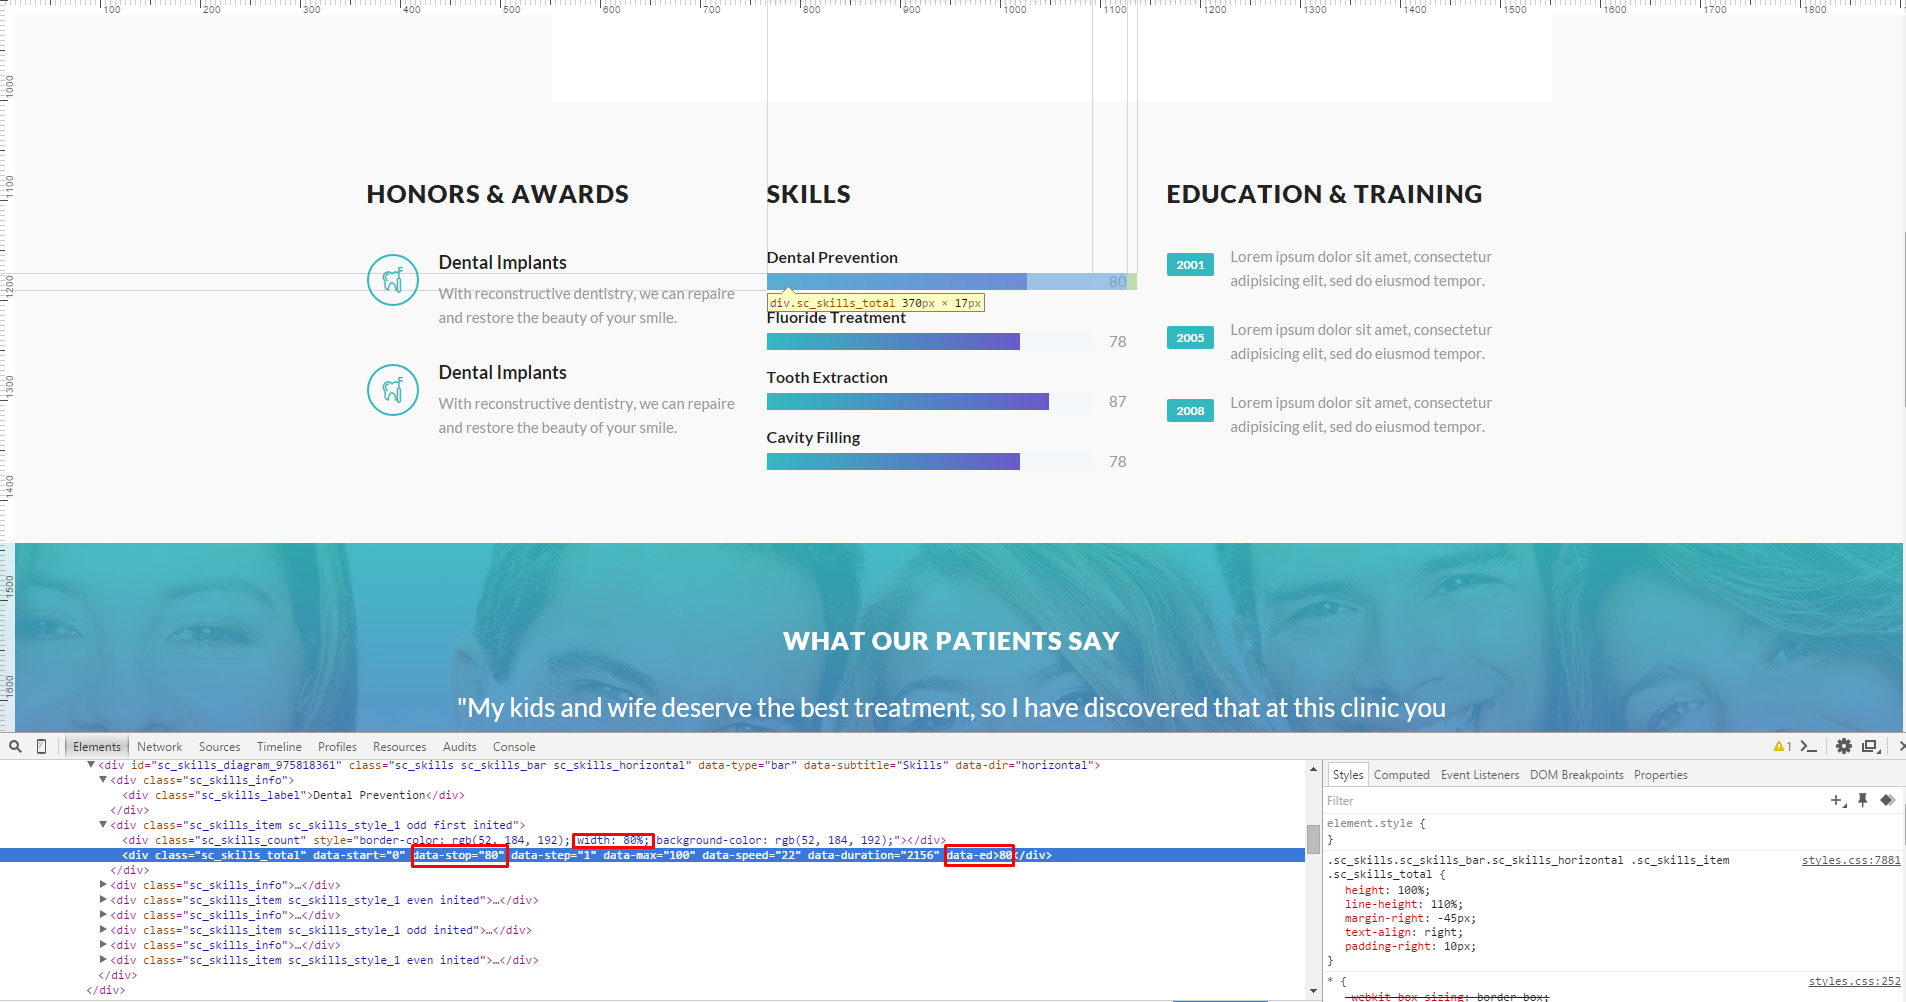 100 200 300 400 500 600 700 800 900 1000 1100 1200 1300 1400 1500 1600 1700 1800
1000
1100
1200
1300
1400
1500
1600
HONORS & AWARDS
Dental Implants
With reconstructive dentistry, we can repaire
and restore the beauty of your smile.
Dental Implants
With reconstructive dentistry, we can repaire
and restore the beauty of your smile.
SKILLS
Dental Prevention
80
div.sc_skills_total 370px × 17px
Fluoride Treatment
78
Tooth Extraction
87
Cavity Filling
78
EDUCATION & TRAINING
2001
Lorem ipsum dolor sit amet, consectetur
adipisicing elit, sed do eiusmod tempor.
2005
Lorem ipsum dolor sit amet, consectetur
adipisicing elit, sed do eiusmod tempor.
2008
Lorem ipsum dolor sit amet, consectetur
adipisicing elit, sed do eiusmod tempor.
WHAT OUR PATIENTS SAY
"My kids and wife deserve the best treatment, so I have discovered that at this clinic you
Elements Network Sources Timeline Profiles Resources Audits Console
1
<div id="sc_skills_diagram_975818361" class="sc_skills sc_skills_bar sc_skills_horizontal" data-type="bar" data-subtitle="Skills" data-dir="horizontal">
<div class="sc_skills_info">
<div class="sc_skills_label">Dental Prevention</div>
</div>
<div class="sc_skills_item sc_skills_style_1 odd first inited">
<div class="sc_skills_count" style="border-color: rgb(52, 184, 192); width: 80%; background-color: rgb(52, 184, 192);"></div>
<div class="sc_skills_total" data-start="0" data-stop="80" data-step="1" data-max="100" data-speed="22" data-duration="2156" data-ed>80</div>
</div>
<div class="sc_skills_info">…</div>
<div class="sc_skills_item sc_skills_style_1 even inited">…</div>
<div class="sc_skills_info">…</div>
<div class="sc_skills_item sc_skills_style_1 odd inited">…</div>
<div class="sc_skills_info">…</div>
<div class="sc_skills_item sc_skills_style_1 even inited">…</div>
</div>
</div>
Styles Computed Event Listeners DOM Breakpoints Properties
Filter
element.style {
}
.sc_skills.sc_skills_bar.sc_skills_horizontal .sc_skills_item styles.css:7881
.sc_skills_total {
height: 100%;
line-height: 110%;
margin-right: -45px;
text-align: right;
padding-right: 10px;
}
* { styles.css:252
-webkit-box-sizing: border-box;